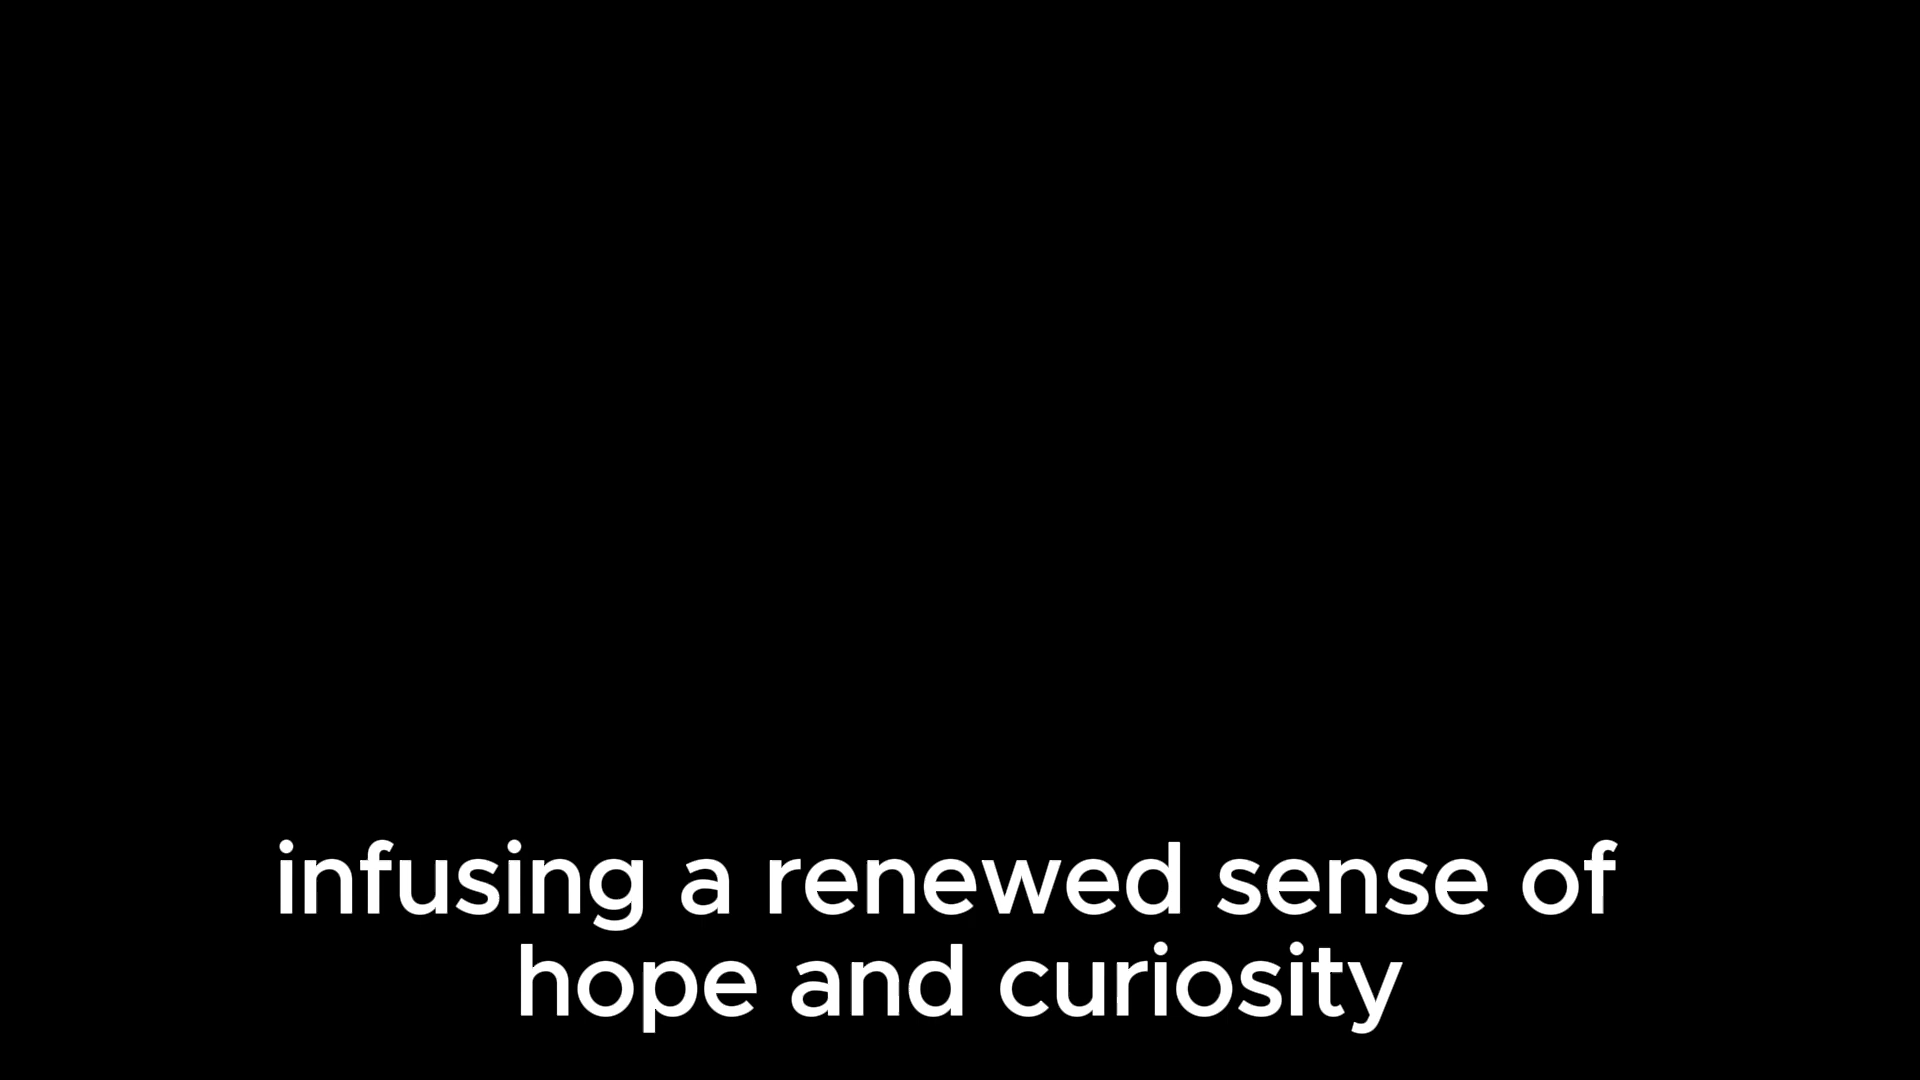 infusing a renewed sense of
hope and curiosity